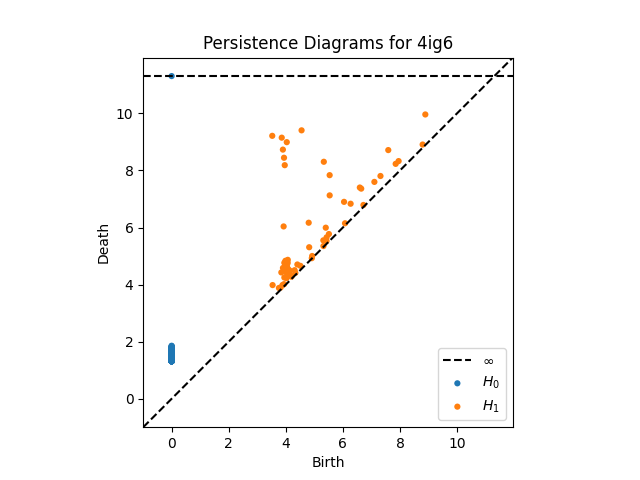 Persistence Diagrams for 4ig6
Death
10
8
6
4
2
0
0 2 4 6 8 10
Birth
∞
H₀
H₁